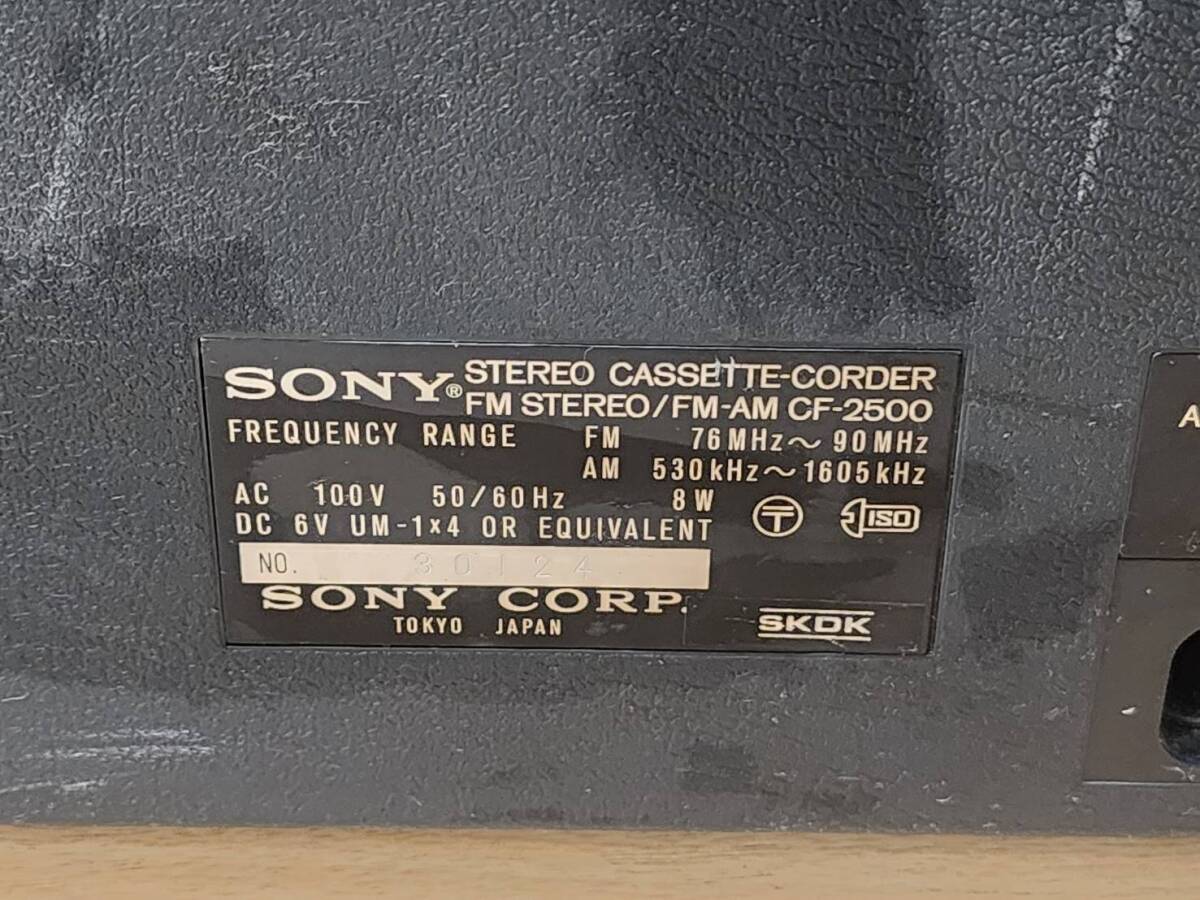 SONY® STEREO CASSETTE-CORDER
FM STEREO/FM-AM CF-2500
FREQUENCY RANGE FM 76MHz～90MHz
AM 530kHz～1605kHz
AC 100V 50/60Hz 8W
DC 6V UM-1×4 OR EQUIVALENT
T
ISO
NO. 30124
SONY CORP.
TOKYO JAPAN
SKDK
A